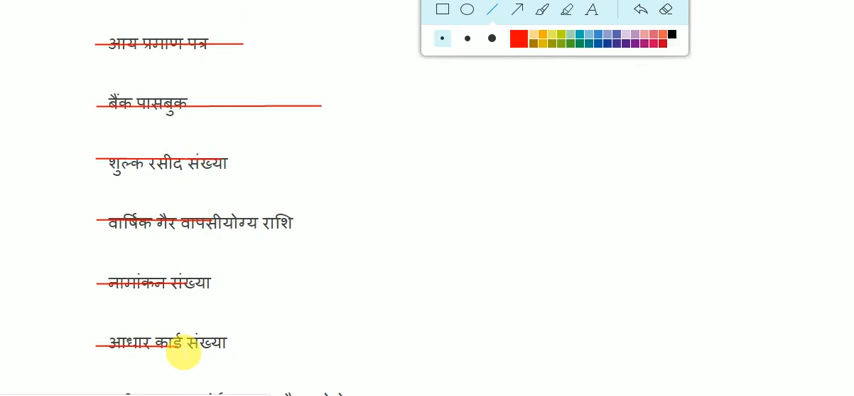 आय प्रमाण पत्र
बैंक पासबुक
शुल्क रसीद संख्या
वार्षिक गैर वापसीयोग्य राशि
नामांकन संख्या
आधार कार्ड संख्या